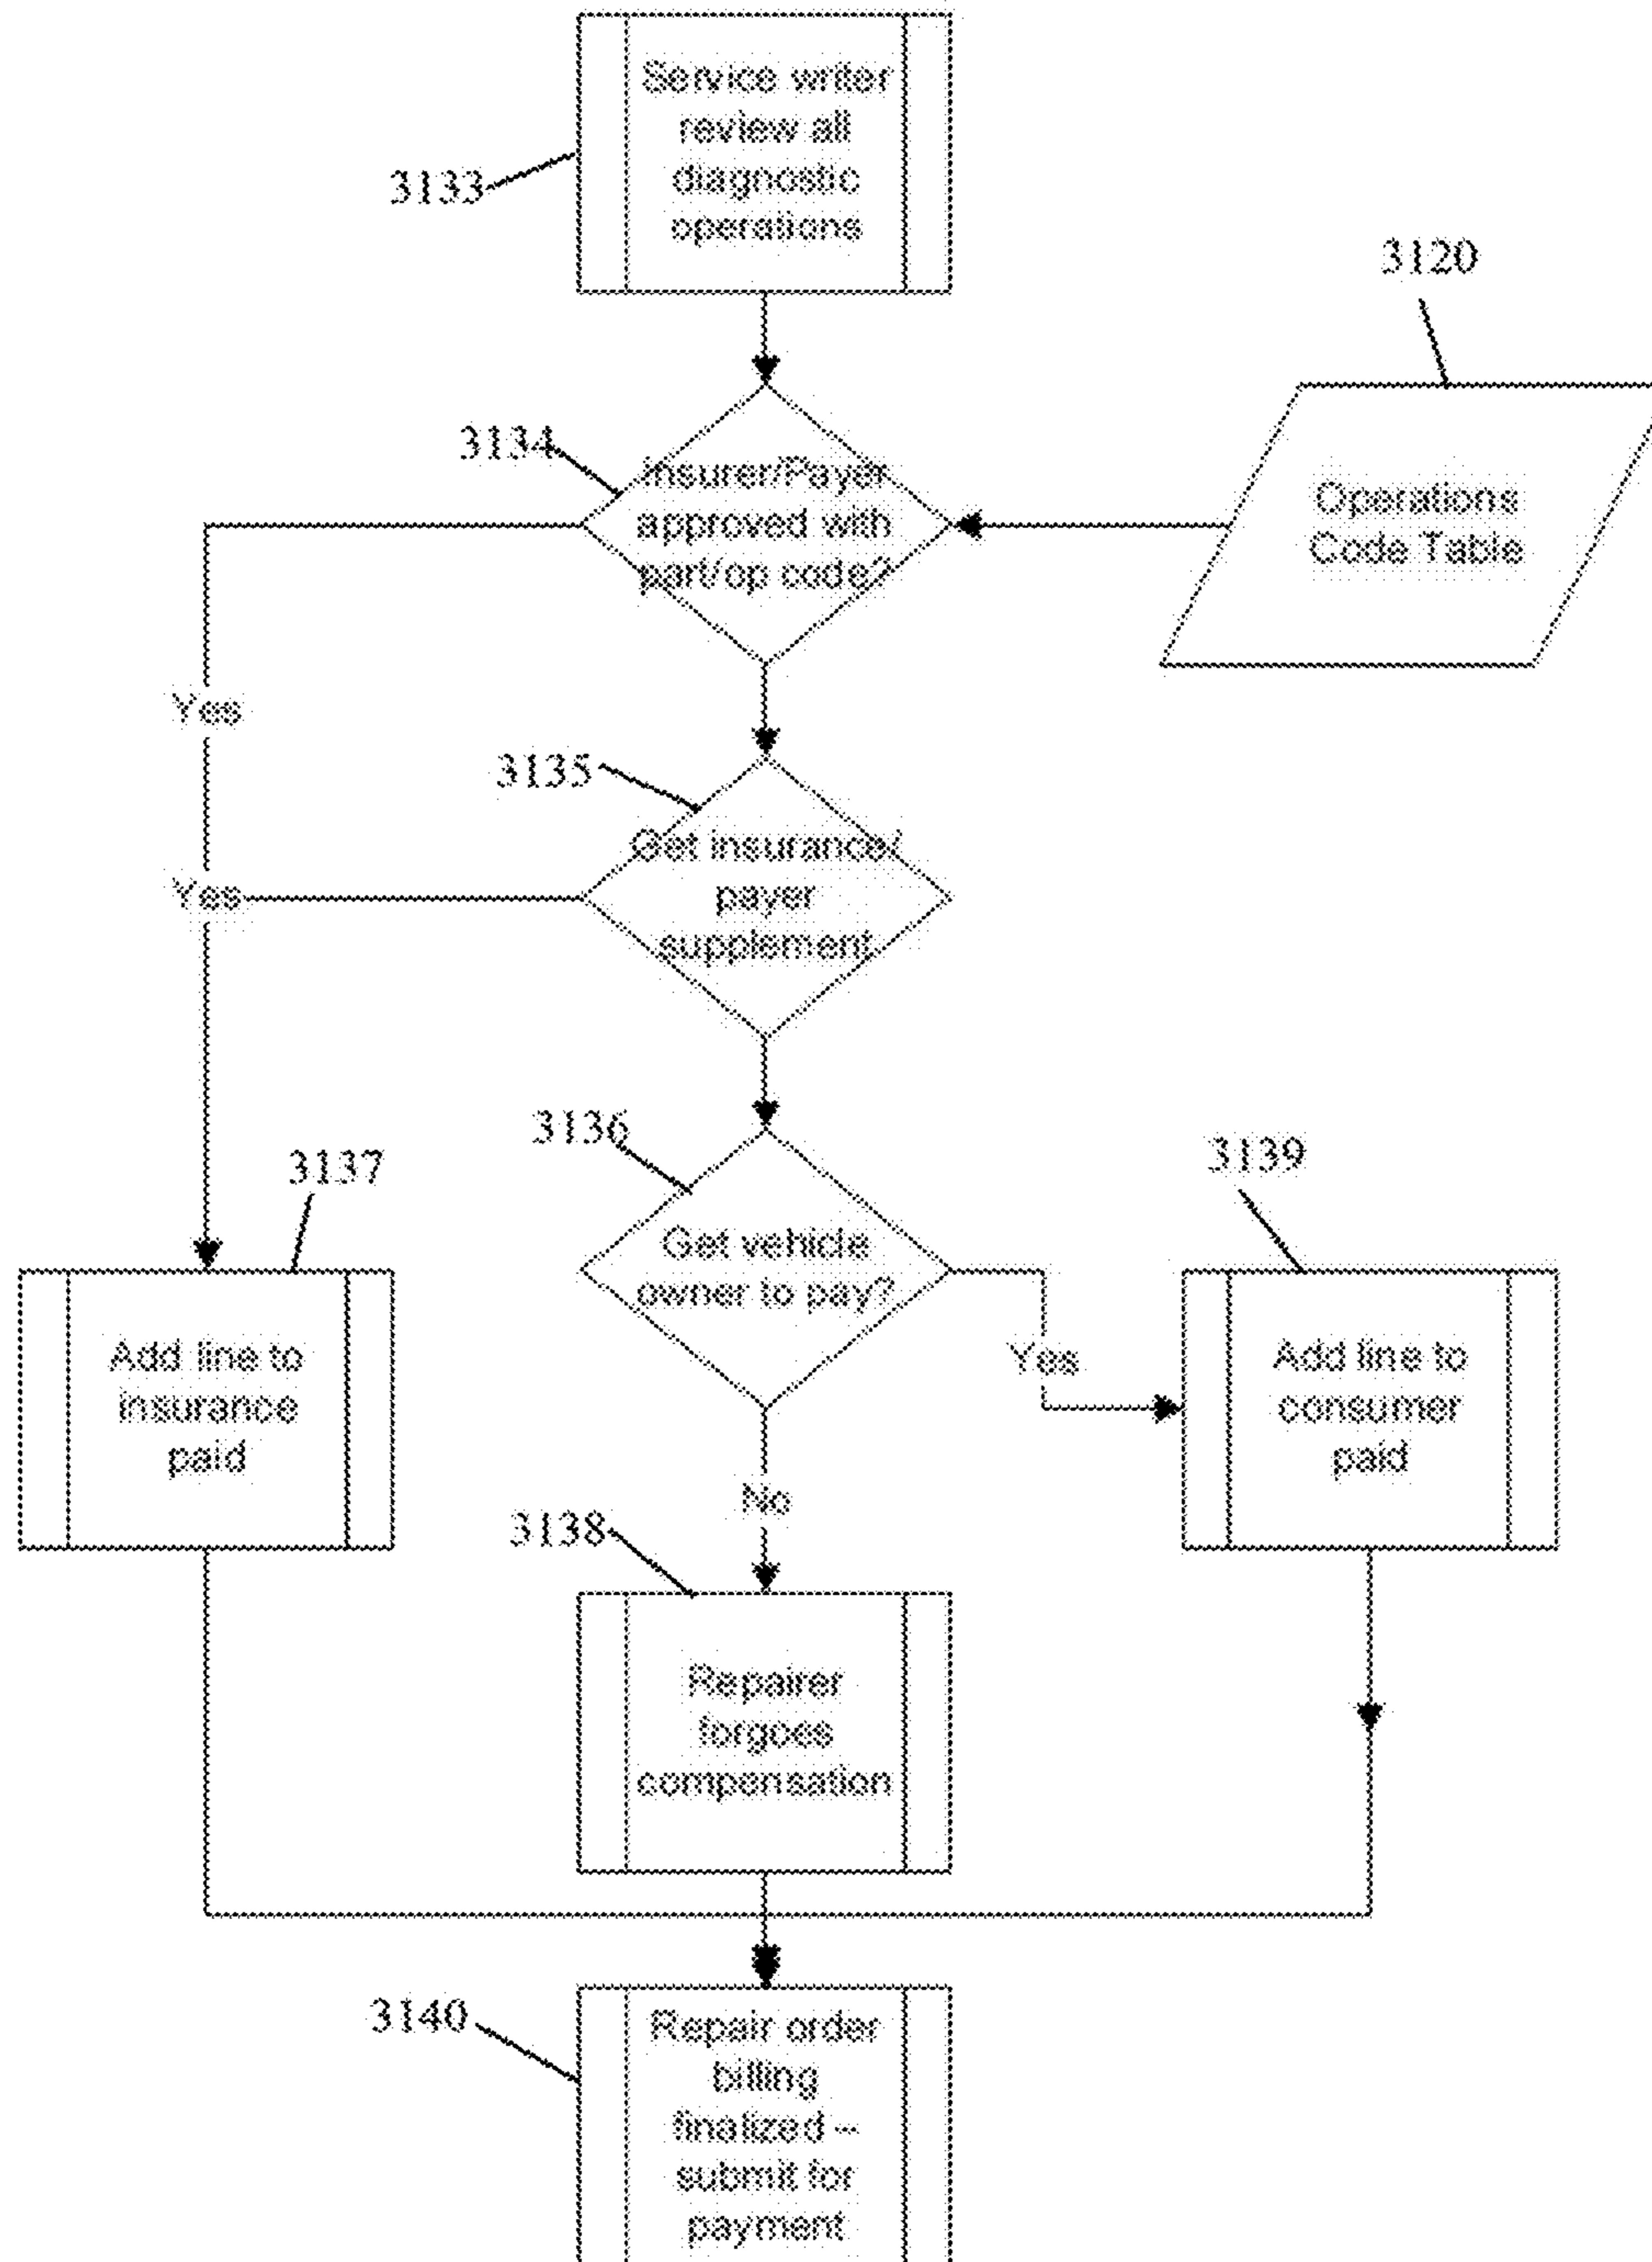 Service writer
review all
diagnostic
operations
3133
3120
3134
Insurer/Payer
approved with
part/op code?
Operations
Code Table
Yes
3135
Get insurance/
payer
supplement
Yes
3136
3137
3139
Get vehicle
owner to pay?
Yes
Add line to
insurance
paid
Add line to
consumer
paid
No
3138
Repairer
forgoes
compensation
3140
Repair order
billing
finalized –
submit for
payment